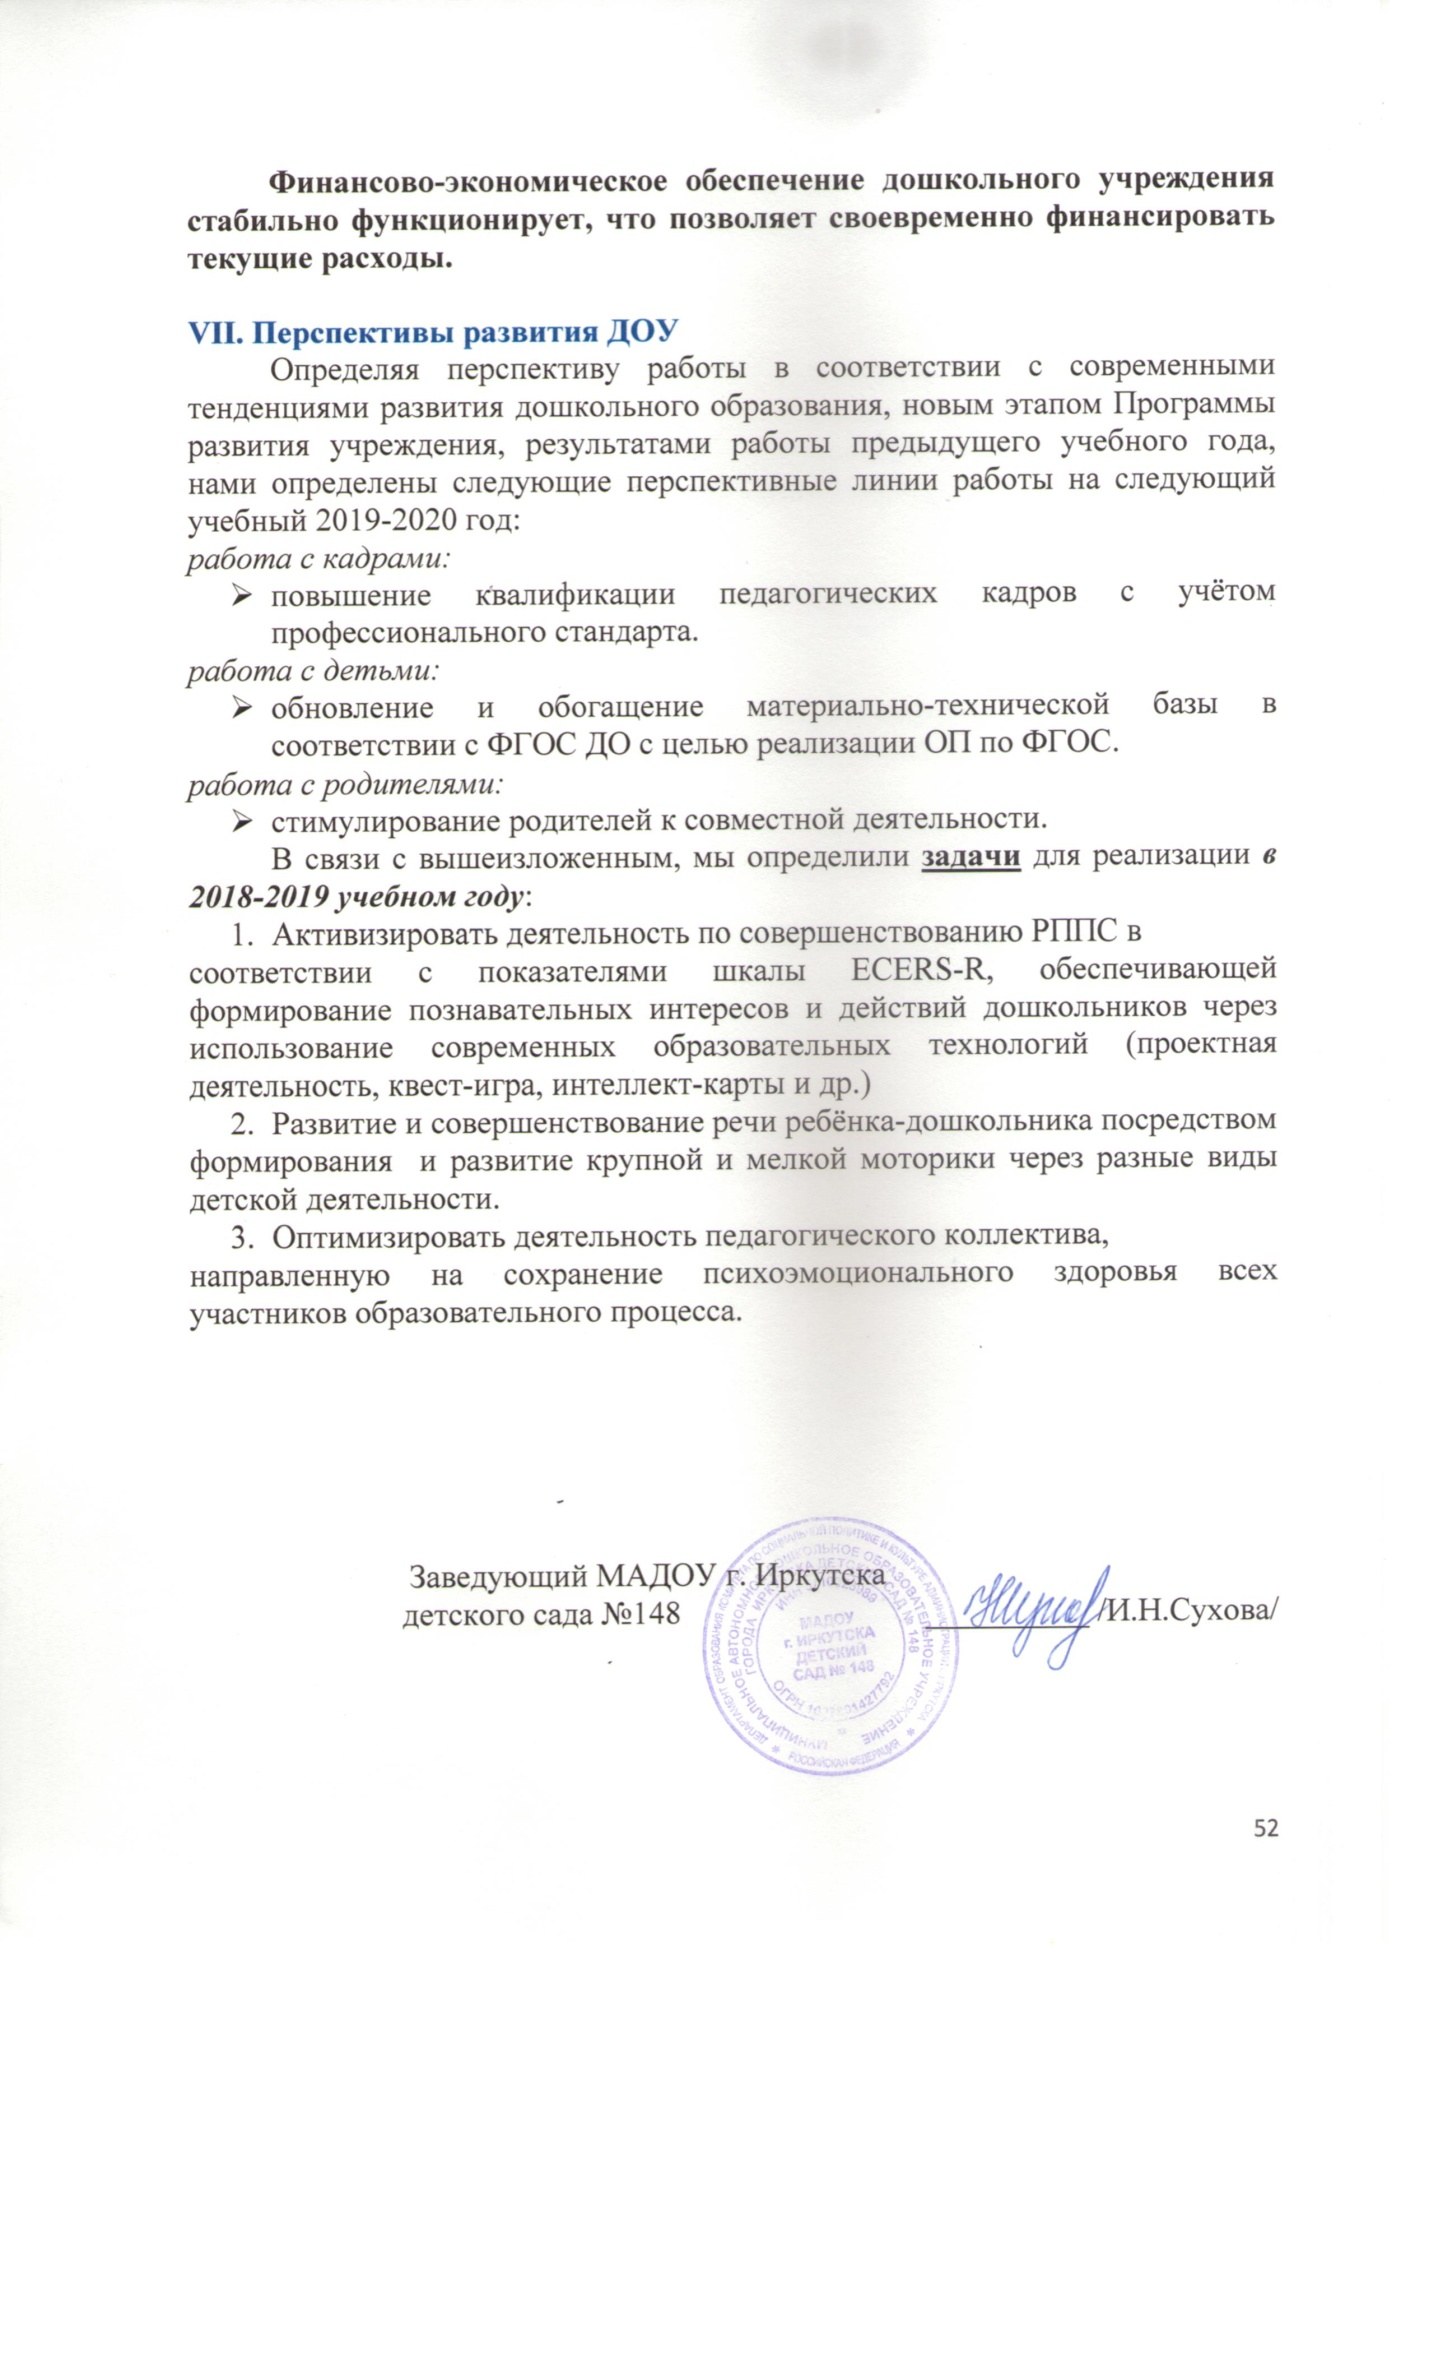 Финансово-экономическое обеспечение дошкольного учреждения
стабильно функционирует, что позволяет своевременно финансировать
текущие расходы.
VII. Перспективы развития ДОУ
Определяя перспективу работы в соответствии с современными
тенденциями развития дошкольного образования, новым этапом Программы
развития учреждения, результатами работы предыдущего учебного года,
нами определены следующие перспективные линии работы на следующий
учебный 2019-2020 год:
работа с кадрами:
➢ повышение квалификации педагогических кадров с учётом
профессионального стандарта.
работа с детьми:
➢ обновление и обогащение материально-технической базы в
соответствии с ФГОС ДО с целью реализации ОП по ФГОС.
работа с родителями:
➢ стимулирование родителей к совместной деятельности.
В связи с вышеизложенным, мы определили задачи для реализации в
2018-2019 учебном году:
1. Активизировать деятельность по совершенствованию РППС в
соответствии с показателями шкалы ECERS-R, обеспечивающей
формирование познавательных интересов и действий дошкольников через
использование современных образовательных технологий (проектная
деятельность, квест-игра, интеллект-карты и др.)
2. Развитие и совершенствование речи ребёнка-дошкольника посредством
формирования и развитие крупной и мелкой моторики через разные виды
детской деятельности.
3. Оптимизировать деятельность педагогического коллектива,
направленную на сохранение психоэмоционального здоровья всех
участников образовательного процесса.
Заведующий МАДОУ г. Иркутска
детского сада №148 /И.Н.Сухова/
МАДОУ
г. ИРКУТСКА
ДЕТСКИЙ
САД № 148
РОССИЙСКАЯ ФЕДЕРАЦИЯ
52